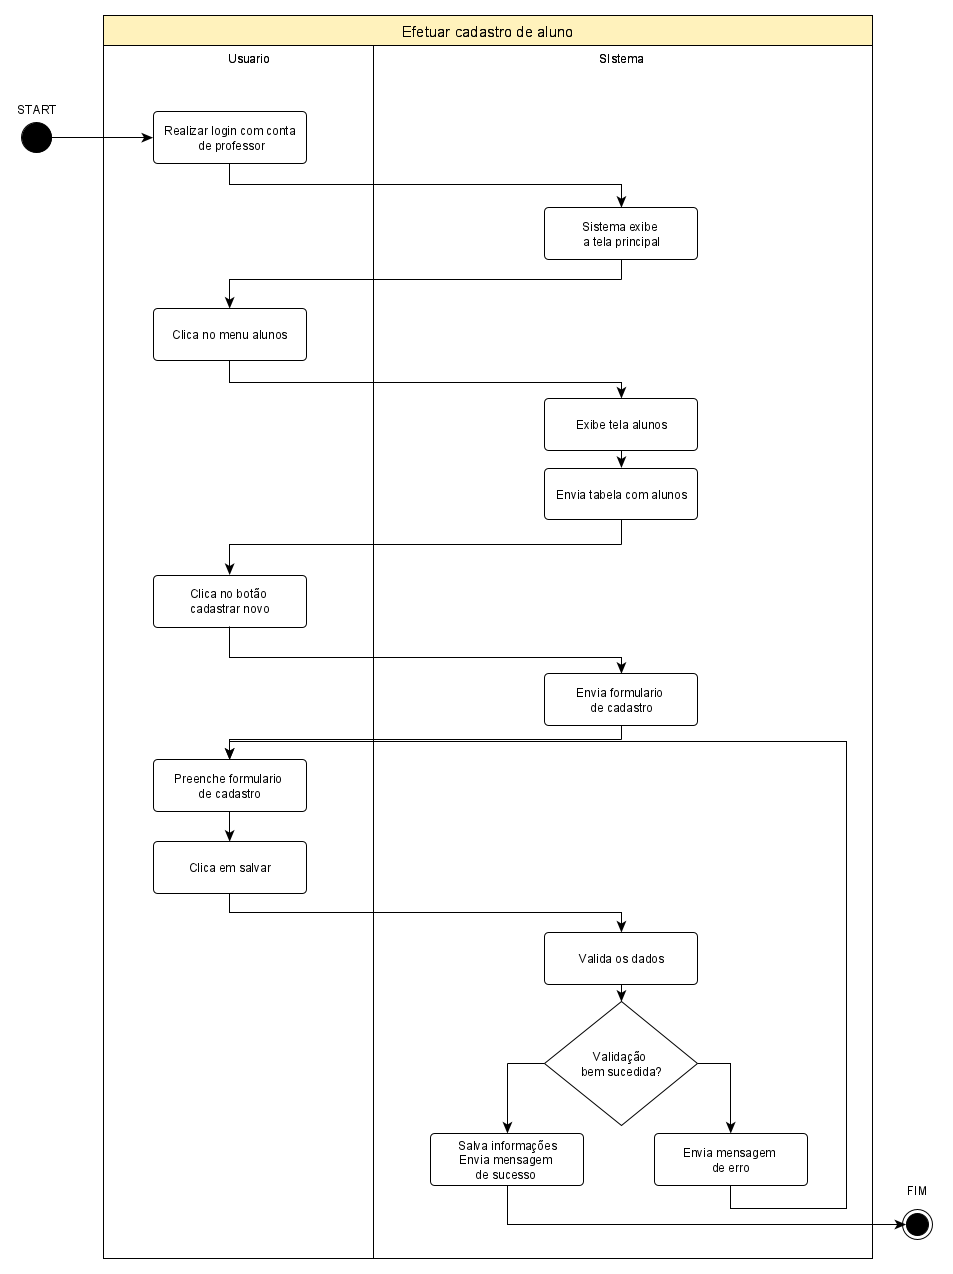 Efetuar cadastro de aluno
Usuario
SIstema
START
Realizar login com conta
de professor
Sistema exibe
a tela principal
Clica no menu alunos
Exibe tela alunos
Envia tabela com alunos
Clica no botão
cadastrar novo
Envia formulario
de cadastro
Preenche formulario
de cadastro
Clica em salvar
Valida os dados
Validação
bem sucedida?
Salva informações
Envia mensagem
de sucesso
Envia mensagem
de erro
FIM